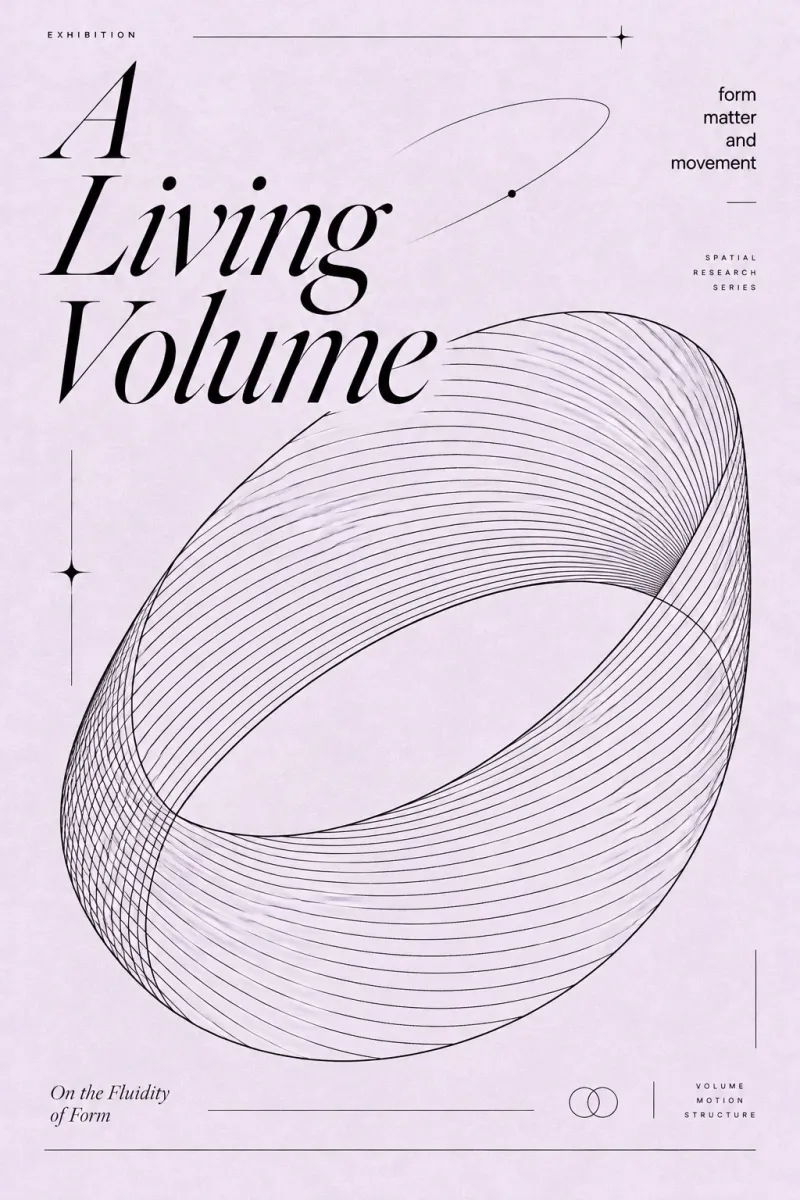 EXHIBITION
A
Living
Volume
form
matter
and
movement
SPATIAL
RESEARCH
SERIES
On the Fluidity
of Form
VOLUME
MOTION
STRUCTURE